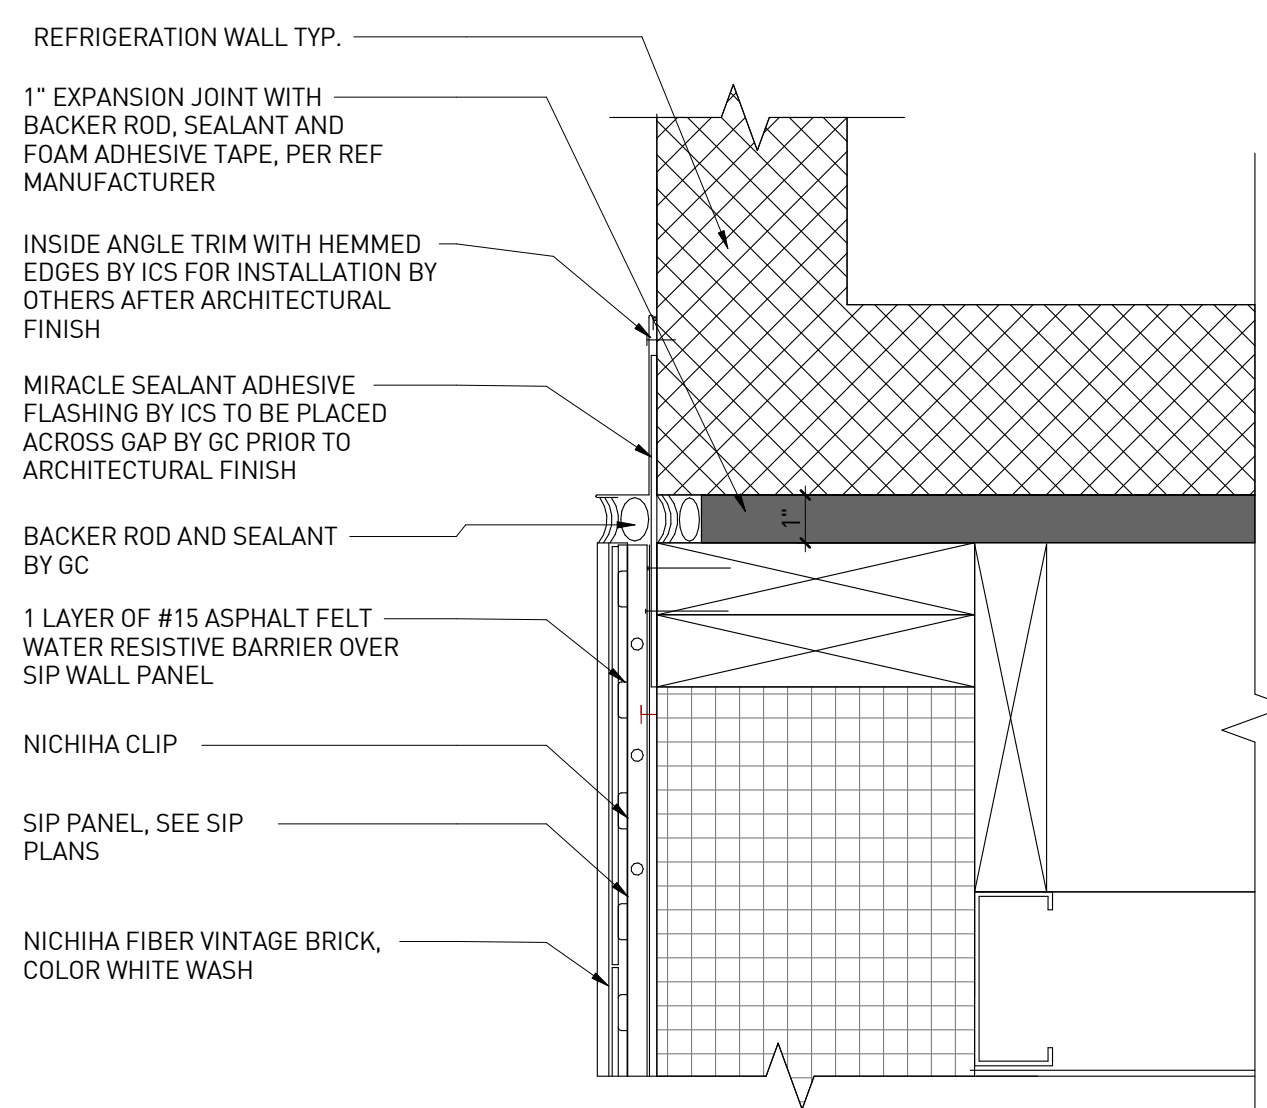 REFRIGERATION WALL TYP.
1" EXPANSION JOINT WITH
BACKER ROD, SEALANT AND
FOAM ADHESIVE TAPE, PER REF
MANUFACTURER
INSIDE ANGLE TRIM WITH HEMMED
EDGES BY ICS FOR INSTALLATION BY
OTHERS AFTER ARCHITECTURAL
FINISH
MIRACLE SEALANT ADHESIVE
FLASHING BY ICS TO BE PLACED
ACROSS GAP BY GC PRIOR TO
ARCHITECTURAL FINISH
1"
BACKER ROD AND SEALANT
BY GC
1 LAYER OF #15 ASPHALT FELT
WATER RESISTIVE BARRIER OVER
SIP WALL PANEL
NICHIHA CLIP
SIP PANEL, SEE SIP
PLANS
NICHIHA FIBER VINTAGE BRICK,
COLOR WHITE WASH